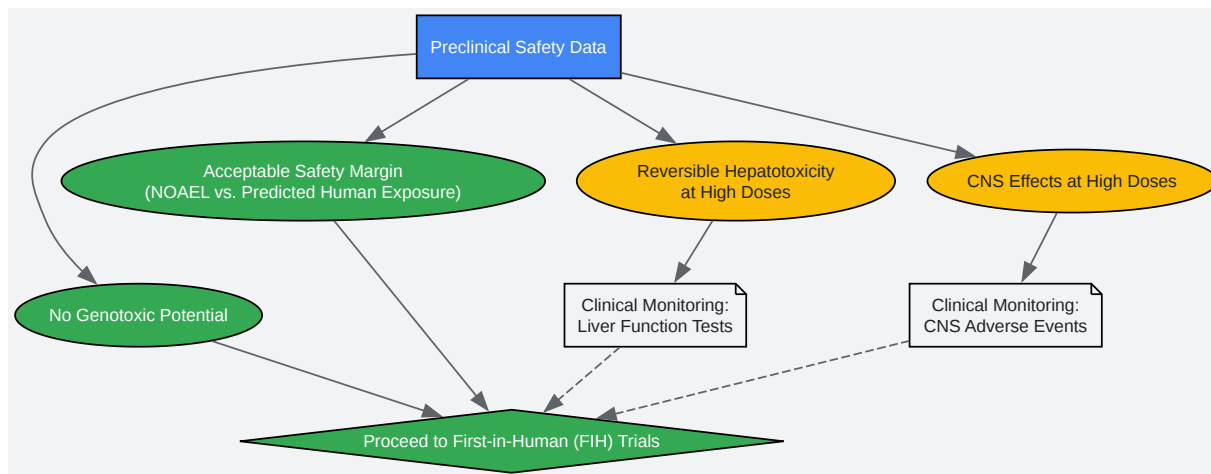 Preclinical Safety Data
Acceptable Safety Margin
(NOAEL vs. Predicted Human Exposure)
Reversible Hepatotoxicity
at High Doses
CNS Effects at High Doses
No Genotoxic Potential
Clinical Monitoring:
Liver Function Tests
Clinical Monitoring:
CNS Adverse Events
Proceed to First-in-Human (FIH) Trials